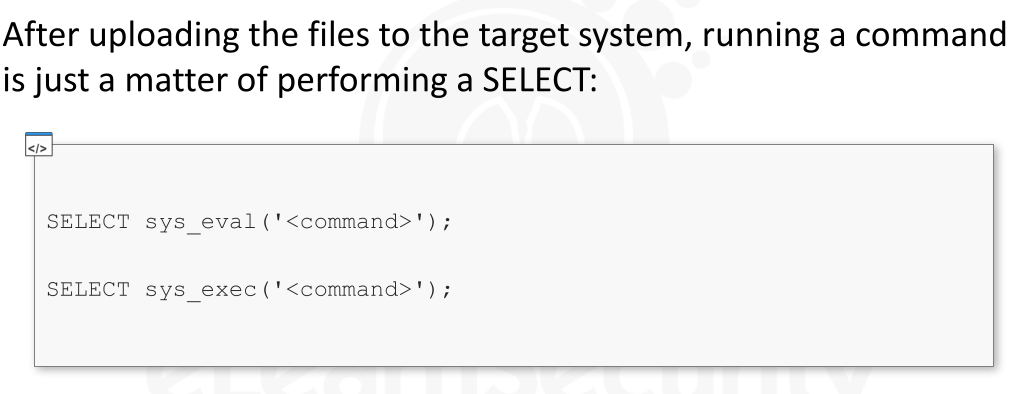 After uploading the files to the target system, running a command
is just a matter of performing a SELECT:
</>
SELECT sys_eval('<command>');
SELECT sys_exec('<command>');
eLearnSecurity